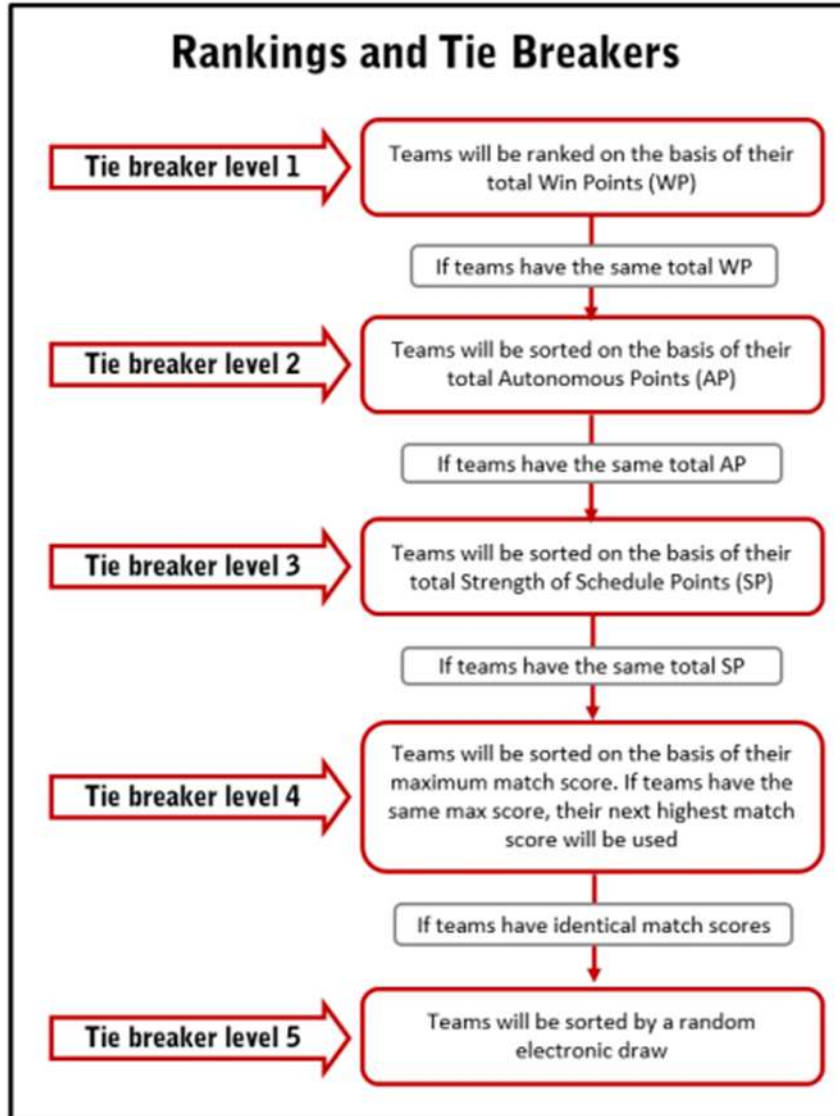 Rankings and Tie Breakers
Tie breaker level 1
Teams will be ranked on the basis of their
total Win Points (WP)
If teams have the same total WP
Tie breaker level 2
Teams will be sorted on the basis of their
total Autonomous Points (AP)
If teams have the same total AP
Tie breaker level 3
Teams will be sorted on the basis of their
total Strength of Schedule Points (SP)
If teams have the same total SP
Tie breaker level 4
Teams will be sorted on the basis of their
maximum match score. If teams have the
same max score, their next highest match
score will be used
If teams have identical match scores
Tie breaker level 5
Teams will be sorted by a random
electronic draw